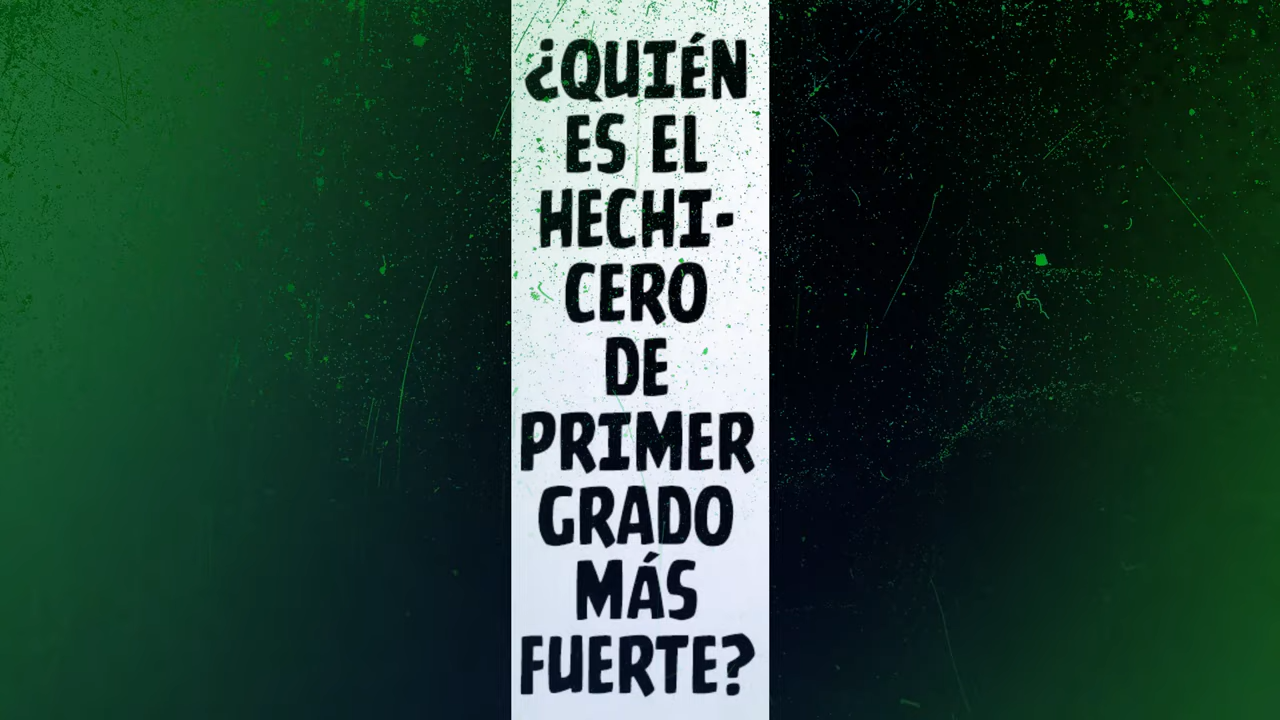 ¿QUIÉN
ES EL
HECHI-
CERO
DE
PRIMER
GRADO
MÁS
FUERTE?